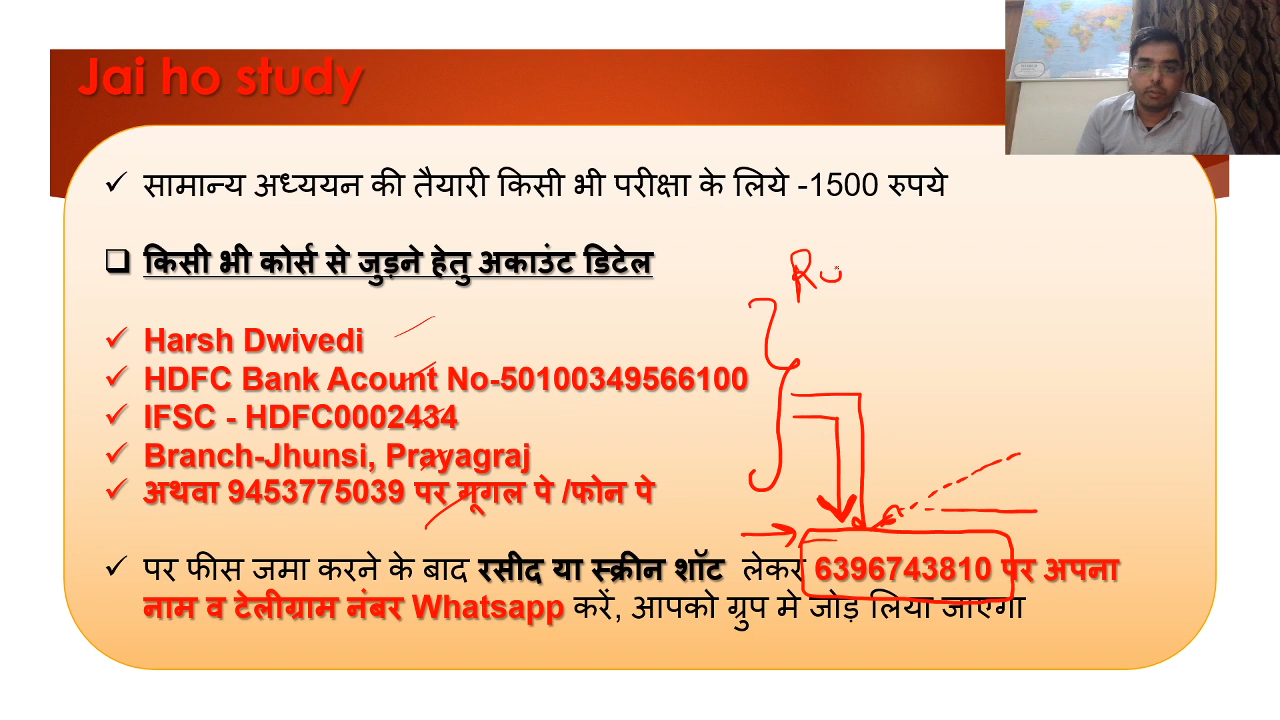 Jai ho study
सामान्य अध्ययन की तैयारी किसी भी परीक्षा के लिये -1500 रुपये
किसी भी कोर्स से जुड़ने हेतु अकाउंट डिटेल
Harsh Dwivedi
HDFC Bank Acount No-50100349566100
IFSC - HDFC0002434
Branch-Jhunsi, Prayagraj
अथवा 9453775039 पर गूगल पे /फोन पे
पर फीस जमा करने के बाद रसीद या स्क्रीन शॉट लेकर 6396743810 पर अपना
नाम व टेलीग्राम नंबर Whatsapp करें, आपको ग्रुप मे जोड़ लिया जाएगा